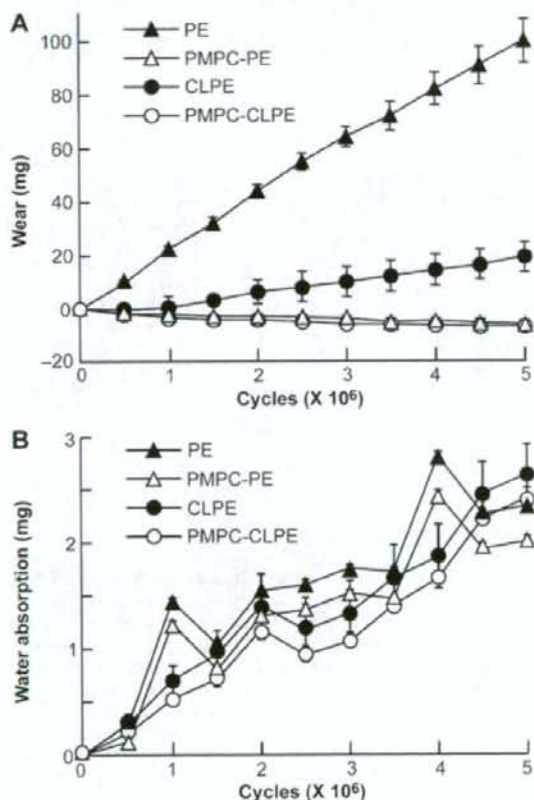 A
PE
PMPC-PE
CLPE
PMPC-CLPE
Wear (mg)
100
80
60
40
20
0
–20
0 1 2 3 4 5
Cycles (X 10⁶)
B
PE
PMPC-PE
CLPE
PMPC-CLPE
Water absorption (mg)
3
2
1
0
0 1 2 3 4 5
Cycles (X 10⁶)